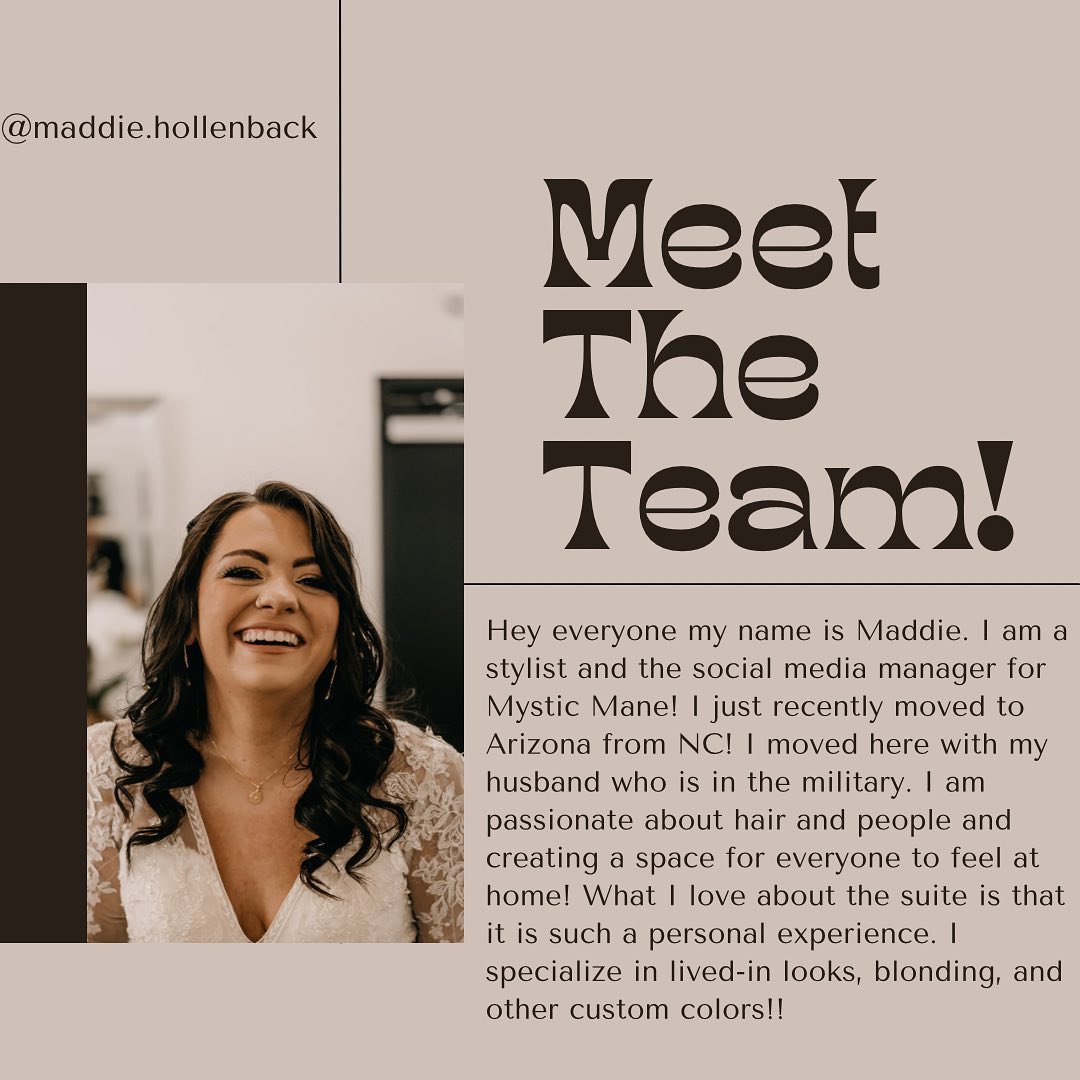 @maddie.hollenback
Meet
The
Team!
Hey everyone my name is Maddie. I am a
stylist and the social media manager for
Mystic Mane! I just recently moved to
Arizona from NC! I moved here with my
husband who is in the military. I am
passionate about hair and people and
creating a space for everyone to feel at
home! What I love about the suite is that
it is such a personal experience. I
specialize in lived-in looks, blonding, and
other custom colors!!